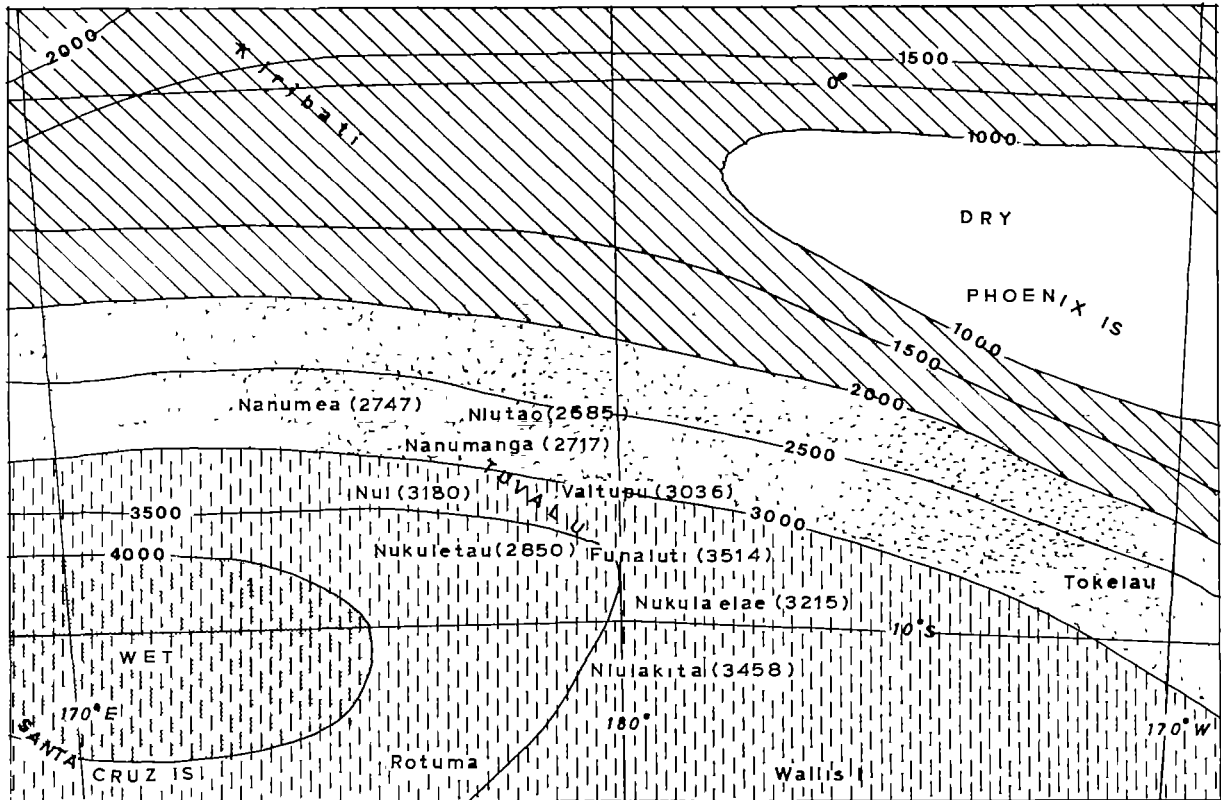 2000
1500
0°
Kiribati
1000
DRY
PHOENIX IS
1000
1500
2000
Nanumea (2747)
Niutao (2685)
Nanumanga (2717)
2500
TUVALU
Nui (3180)
Vaitupu (3036)
3000
3500
4000
Nukufetau (2850)
Funafuti (3514)
Tokelau
Nukulaelae (3215)
10°S
WET
Niulakita (3458)
170°E
180°
170°W
SANTA
CRUZ IS
Rotuma
Wallis I